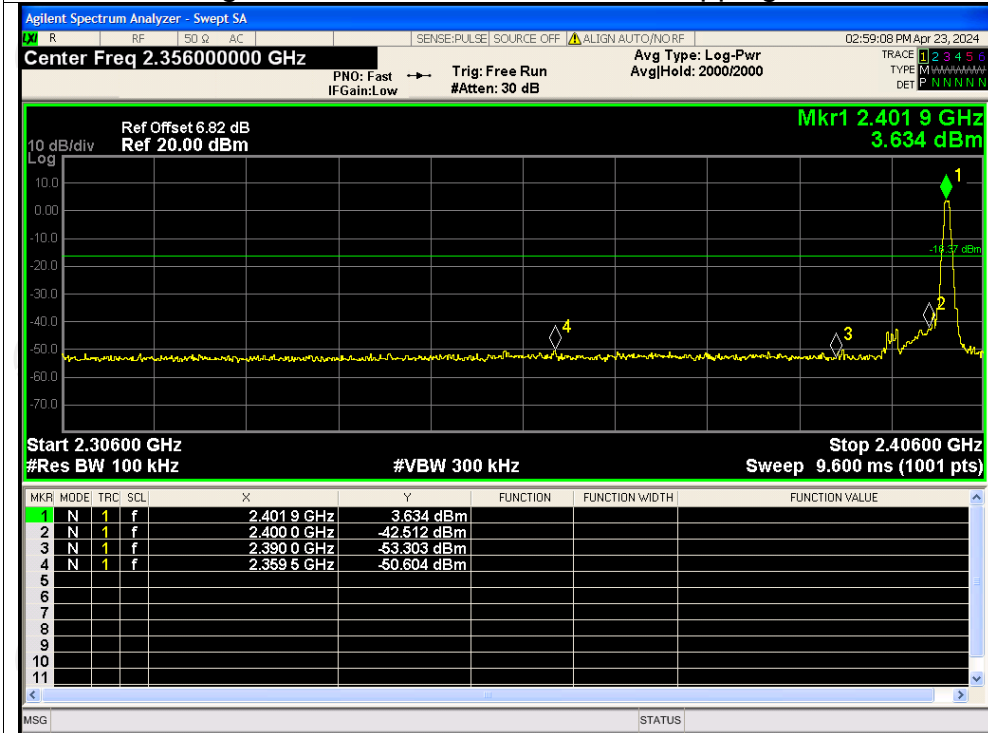 Agilent Spectrum Analyzer - Swept SA
LXI R RF 50 Ω AC SENSE:PULSE SOURCE OFF ALIGN AUTO/NO RF 02:59:08 PM Apr 23, 2024
Center Freq 2.356000000 GHz Avg Type: Log-Pwr TRACE 1 2 3 4 5 6
PNO: Fast Trig: Free Run Avg|Hold: 2000/2000 TYPE M
IFGain:Low #Atten: 30 dB DET P N N N N N
Mkr1 2.401 9 GHz
Ref Offset 6.82 dB
10 dB/div Ref 20.00 dBm 3.634 dBm
Log
1
10.0
0.00
-10.0
-16.37 dBm
-20.0
-30.0
2
-40.0
4
3
-50.0
-60.0
-70.0
Start 2.30600 GHz Stop 2.40600 GHz
#Res BW 100 kHz #VBW 300 kHz Sweep 9.600 ms (1001 pts)
MKR MODE TRC SCL X Y FUNCTION FUNCTION WIDTH FUNCTION VALUE
1 N 1 f 2.401 9 GHz 3.634 dBm
2 N 1 f 2.400 0 GHz -42.512 dBm
3 N 1 f 2.390 0 GHz -53.303 dBm
4 N 1 f 2.359 5 GHz -50.604 dBm
5
6
7
8
9
10
11
MSG STATUS